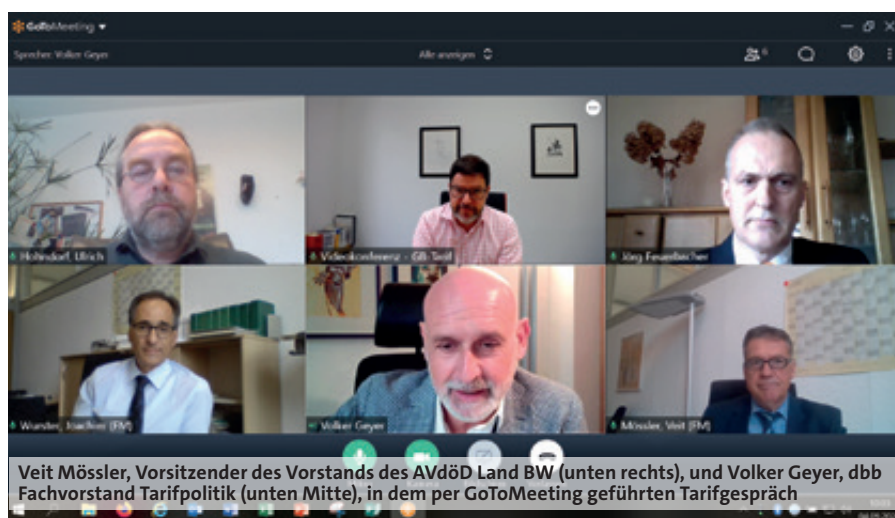 GoToMeeting
Sprecher: Volker Geyer
Alle anzeigen
6
Hohndorf, Ulrich
Videokonferenz - GB-Tarif
Jörg Feuerbacher
Wurster, Joachim (FM)
Volker Geyer
Mössler, Veit (FM)
Veit Mössler, Vorsitzender des Vorstands des AVdöD Land BW (unten rechts), und Volker Geyer, dbb
Fachvorstand Tarifpolitik (unten Mitte), in dem per GoToMeeting geführten Tarifgespräch